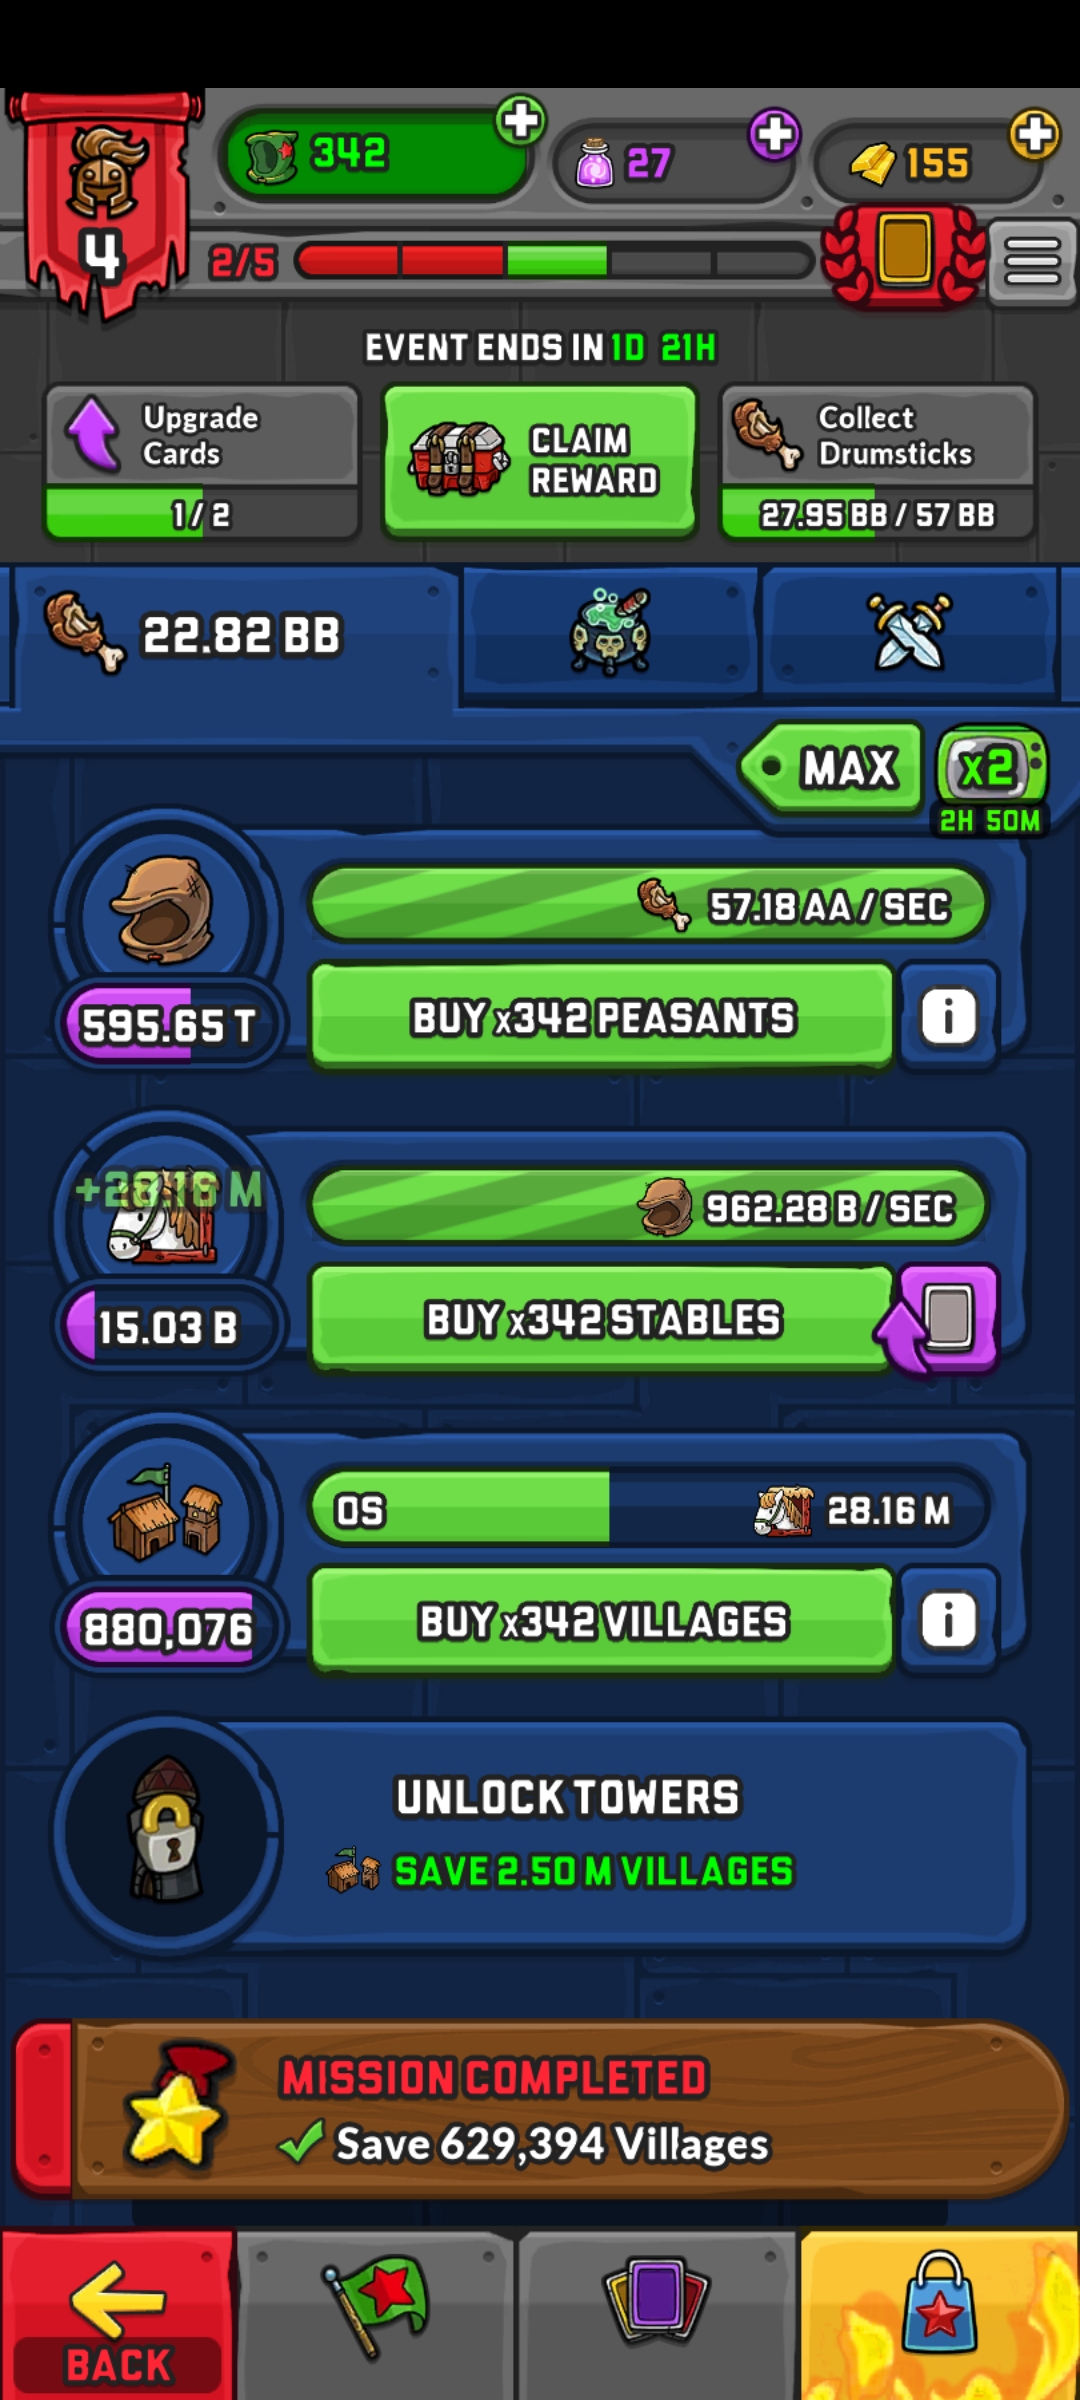 4
342
27
155
2/5
EVENT ENDS IN 1D 21H
Upgrade
Cards
1/2
CLAIM
REWARD
Collect
Drumsticks
27.95 BB / 57 BB
22.82 BB
MAX
x2
2H 50M
57.18 AA / SEC
595.65 T
BUY x342 PEASANTS
i
+28.16 M
962.28 B / SEC
15.03 B
BUY x342 STABLES
0S
28.16 M
880,076
BUY x342 VILLAGES
i
UNLOCK TOWERS
SAVE 2.50 M VILLAGES
MISSION COMPLETED
Save 629,394 Villages
BACK